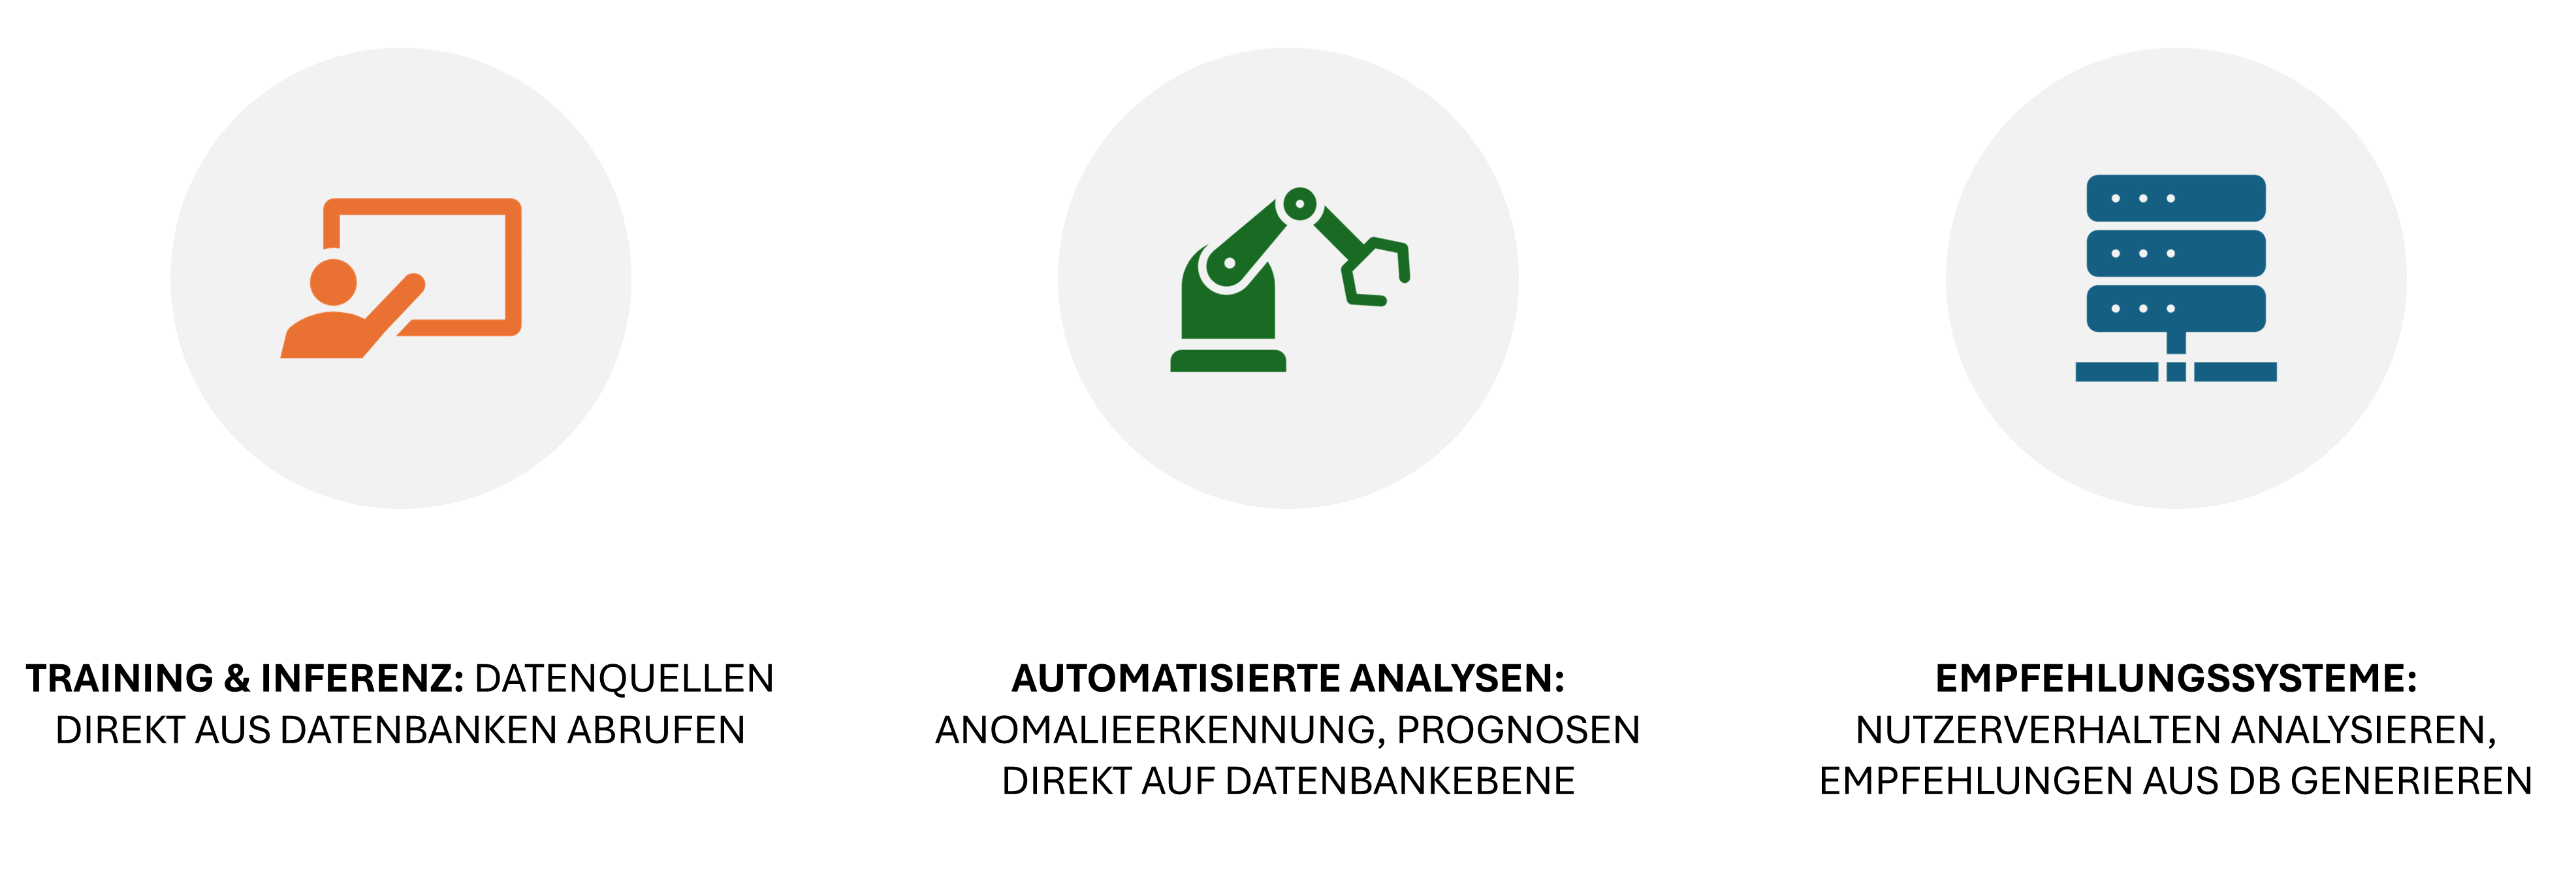 TRAINING & INFERENZ: DATENQUELLEN
DIREKT AUS DATENBANKEN ABRUFEN
AUTOMATISIERTE ANALYSEN:
ANOMALIEERKENNUNG, PROGNOSEN
DIREKT AUF DATENBANKEBENE
EMPFEHLUNGSSYSTEME:
NUTZERVERHALTEN ANALYSIEREN,
EMPFEHLUNGEN AUS DB GENERIEREN